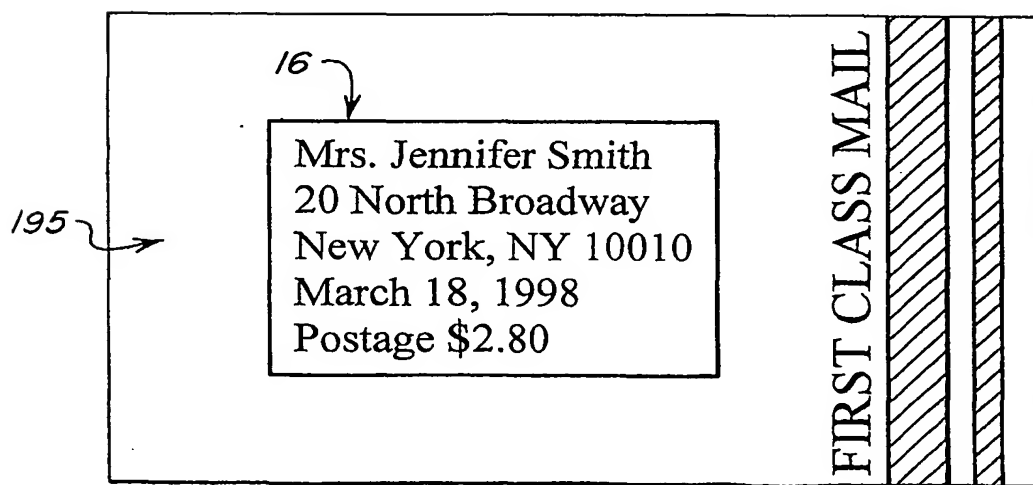 16
Mrs. Jennifer Smith
20 North Broadway
New York, NY 10010
March 18, 1998
Postage $2.80
195
FIRST CLASS MAIL